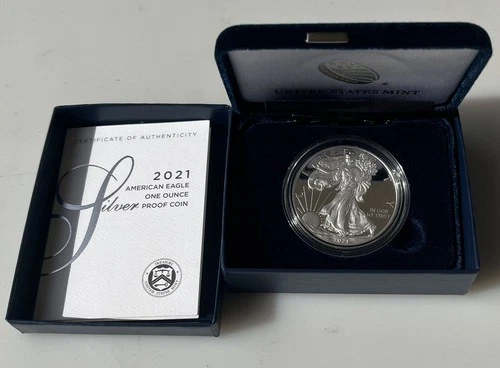 CERTIFICATE OF AUTHENTICITY
2021
AMERICAN EAGLE
ONE OUNCE
Silver PROOF COIN
UNITED STATES MINT
IN GOD
WE TRUST
2021